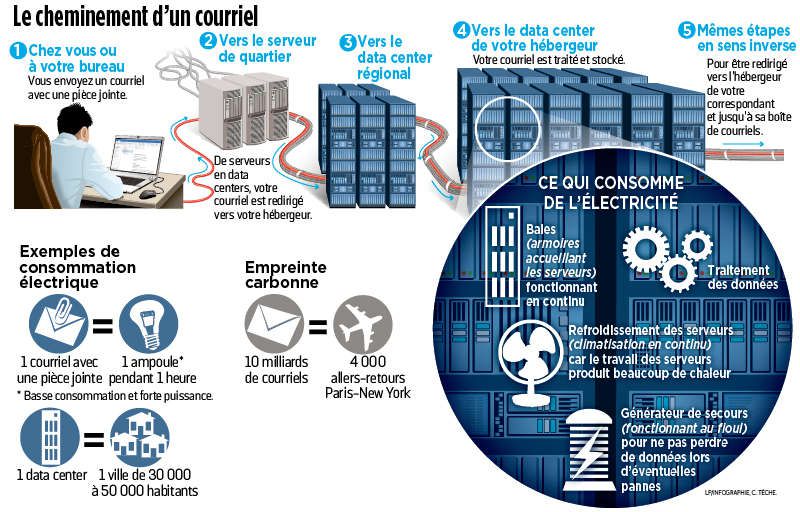 Le cheminement d'un courriel
1 Chez vous ou
à votre bureau
Vous envoyez un courriel
avec une pièce jointe.
2 Vers le serveur
de quartier
De serveurs
en data
centers, votre
courriel est redirigé
vers votre hébergeur.
3 Vers le
data center
régional
4 Vers le data center
de votre hébergeur
Votre courriel est traité et stocké.
5 Mêmes étapes
en sens inverse
Pour être redirigé
vers l'hébergeur
de votre
correspondant
et jusqu'à sa boîte
de courriels.
Exemples de
consommation
électrique
=
1 courriel avec
une pièce jointe
1 ampoule*
pendant 1 heure
* Basse consommation et forte puissance.
=
1 data center
1 ville de 30 000
à 50 000 habitants
Empreinte
carbonne
=
10 milliards
de courriels
4 000
allers-retours
Paris-New York
CE QUI CONSOMME
DE L'ÉLECTRICITÉ
Bales
(armoires
accueillant
les serveurs)
fonctionnant
en continu
Traitement
des données
Refroidissement des serveurs
(climatisation en continu)
car le travail des serveurs
produit beaucoup de chaleur
Générateur de secours
(fonctionnant au fioul)
pour ne pas perdre
de données lors
d'éventuelles
pannes
LP/INFOGRAPHIE, C. TÊCHE.